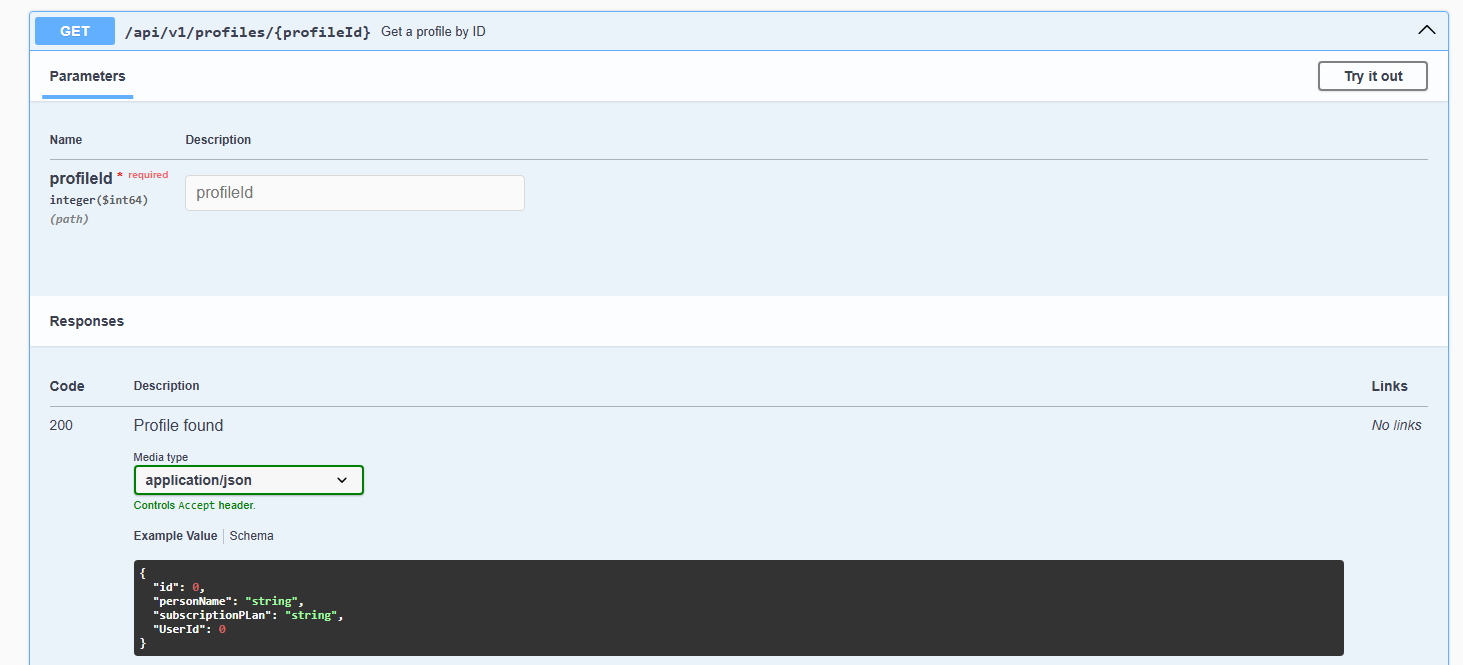 GET /api/v1/profiles/{profileId} Get a profile by ID
Parameters Try it out
Name Description
profileId * required profileId
integer($int64)
(path)
Responses
Code Description Links
200 Profile found No links
Media type
application/json
Controls Accept header.
Example Value Schema
{
"id": 0,
"personName": "string",
"subscriptionPLan": "string",
"UserId": 0
}